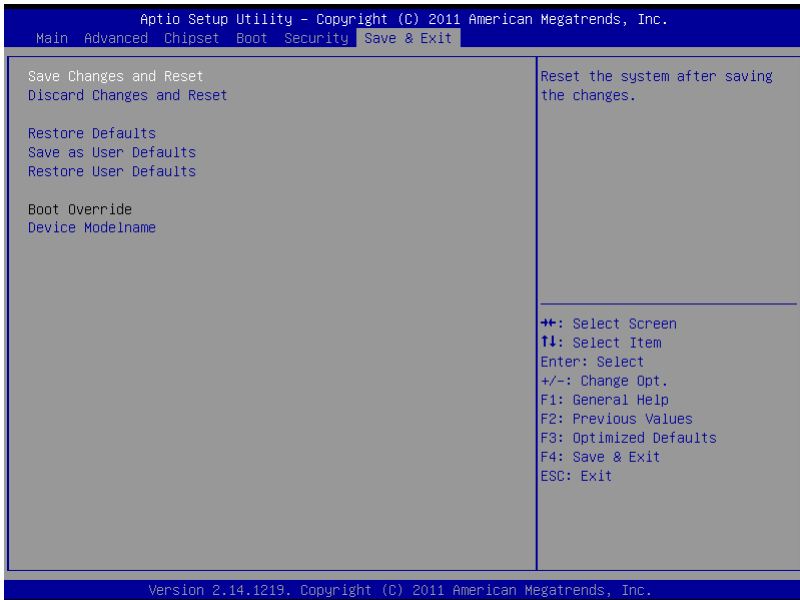 Aptio Setup Utility – Copyright (C) 2011 American Megatrends, Inc.
Main Advanced Chipset Boot Security Save & Exit
Save Changes and Reset
Discard Changes and Reset
Restore Defaults
Save as User Defaults
Restore User Defaults
Boot Override
Device Modelname
Reset the system after saving
the changes.
→←: Select Screen
↑↓: Select Item
Enter: Select
+/-: Change Opt.
F1: General Help
F2: Previous Values
F3: Optimized Defaults
F4: Save & Exit
ESC: Exit
Version 2.14.1219. Copyright (C) 2011 American Megatrends, Inc.